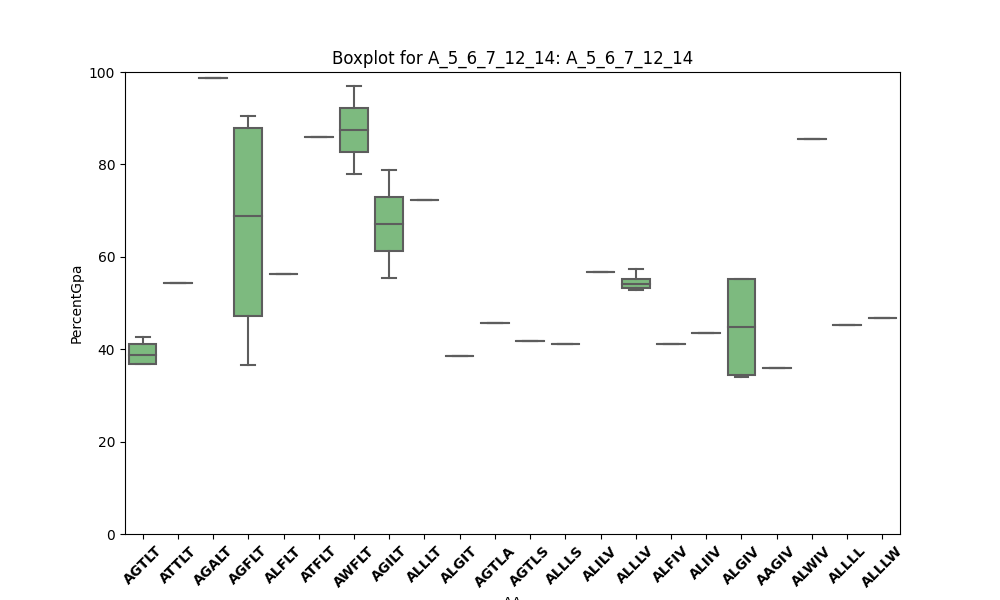 Boxplot for A_5_6_7_12_14: A_5_6_7_12_14
PercentGpa
100
80
60
40
20
0
AGTLT
ATTLT
AGALT
AGFLT
ALFLT
ATFLT
AWFLT
AGILT
ALLLT
ALGIT
AGTLA
AGTLS
ALLLS
ALILV
ALLLV
ALFIV
ALIIV
ALGIV
AAGIV
ALWIV
ALLLL
ALLLW